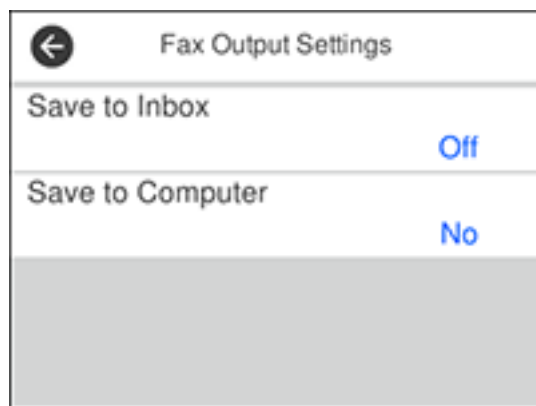 Fax Output Settings
Save to Inbox
Off
Save to Computer
No